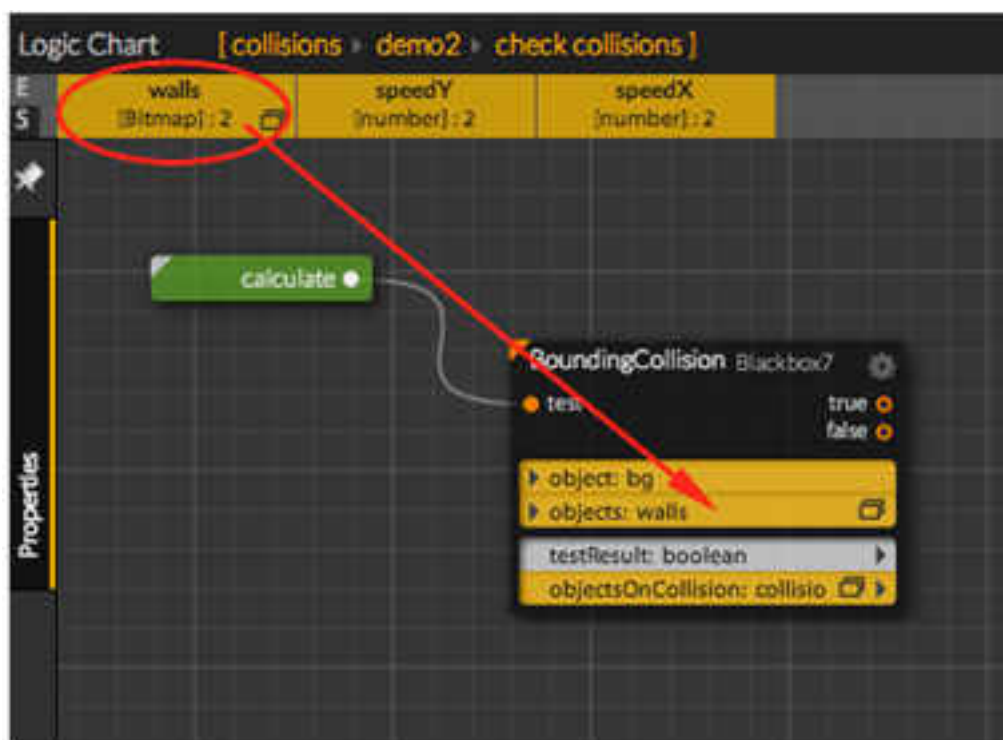 Logic Chart [ collisions ▸ demo2 ▸ check collisions ]
E walls speedY speedX
S [Bitmap] : 2 [number] : 2 [number] : 2
calculate
BoundingCollision Blackbox7
test true
false
object: bg
objects: walls
Properties
testResult: boolean
objectsOnCollision: collisio